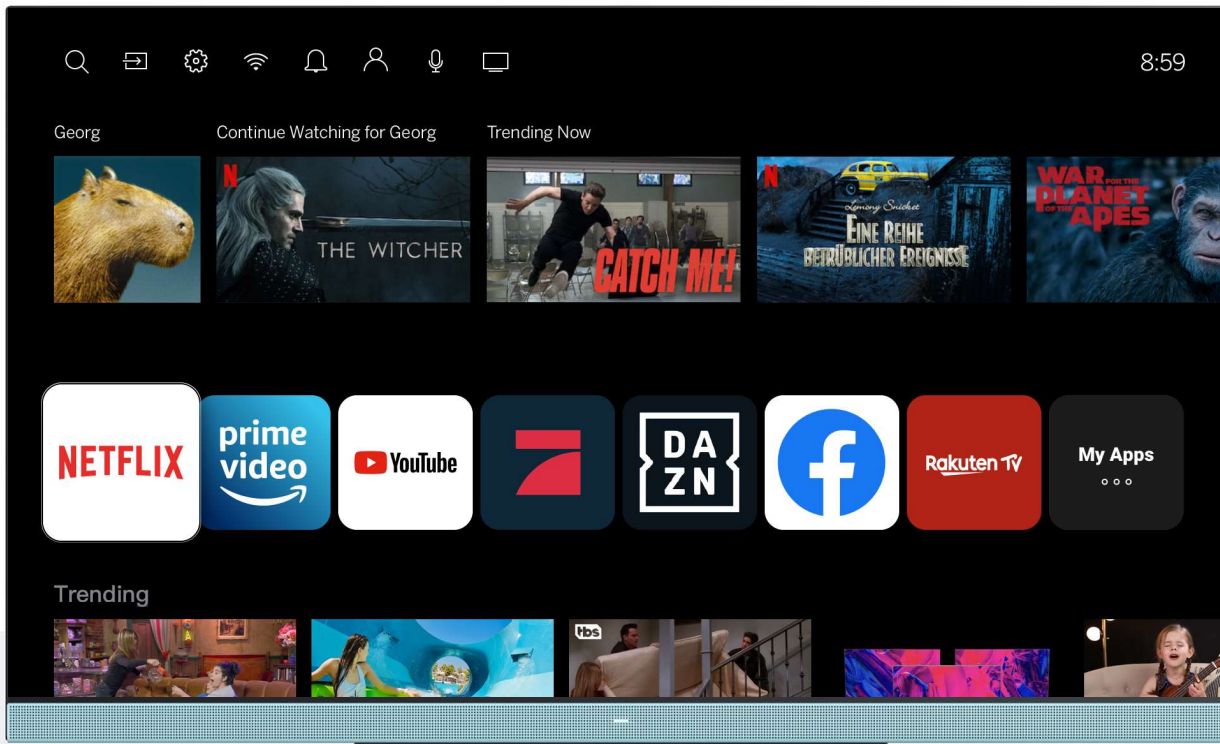 8:59
Georg
Continue Watching for Georg
Trending Now
N
THE WITCHER
CATCH ME!
N
Lemony Snicket
EINE REIHE
BETRÜBLICHER EREIGNISSE
WAR FOR THE
PLANET
OF THE APES
NETFLIX
prime
video
YouTube
DA
ZN
f
Rakuten TV
My Apps
Trending
tbs